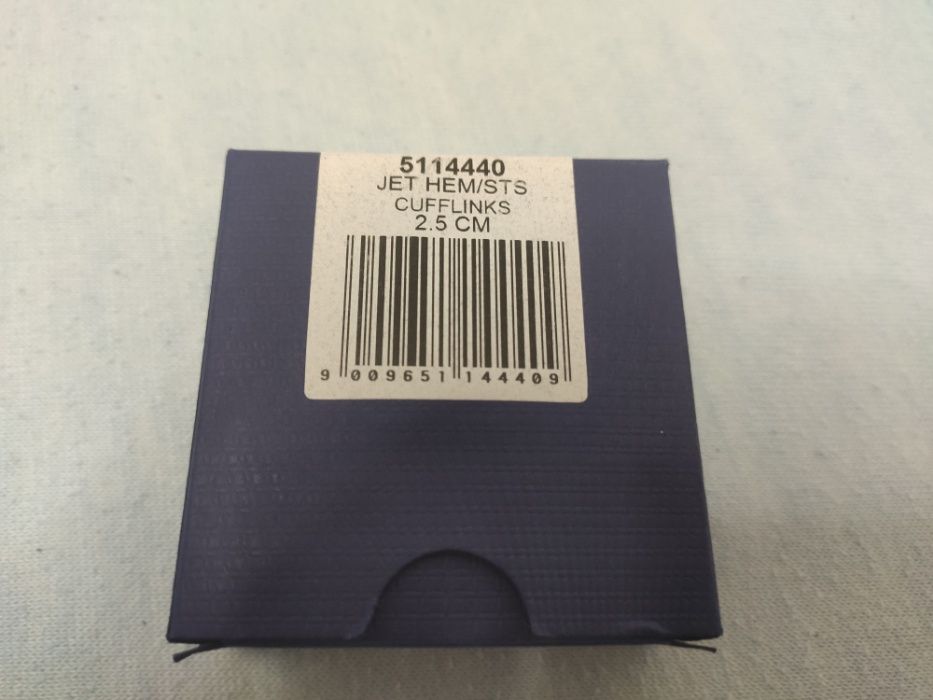 5114440
JET HEM/STS
CUFFLINKS
2.5 CM
9 009651 144409